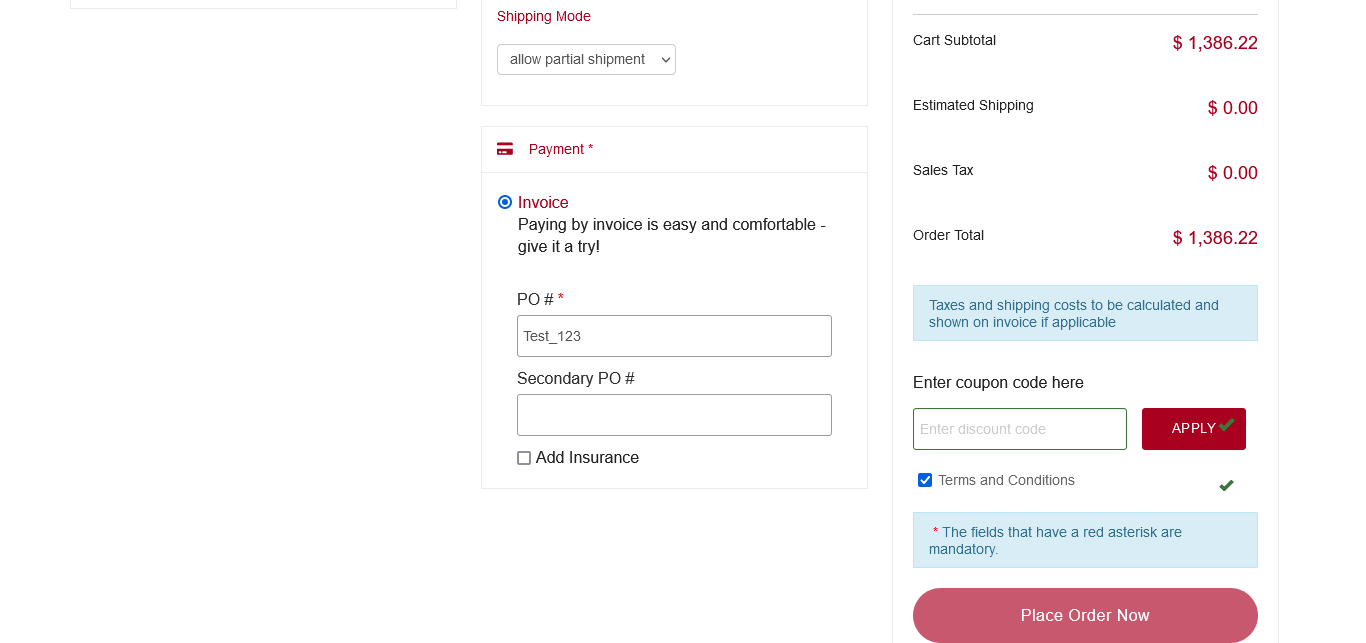 Shipping Mode
allow partial shipment
Payment *
Invoice
Paying by invoice is easy and comfortable -
give it a try!
PO # *
Test_123
Secondary PO #
Add Insurance
Cart Subtotal $ 1,386.22
Estimated Shipping $ 0.00
Sales Tax $ 0.00
Order Total $ 1,386.22
Taxes and shipping costs to be calculated and
shown on invoice if applicable
Enter coupon code here
Enter discount code APPLY
Terms and Conditions
* The fields that have a red asterisk are
mandatory.
Place Order Now